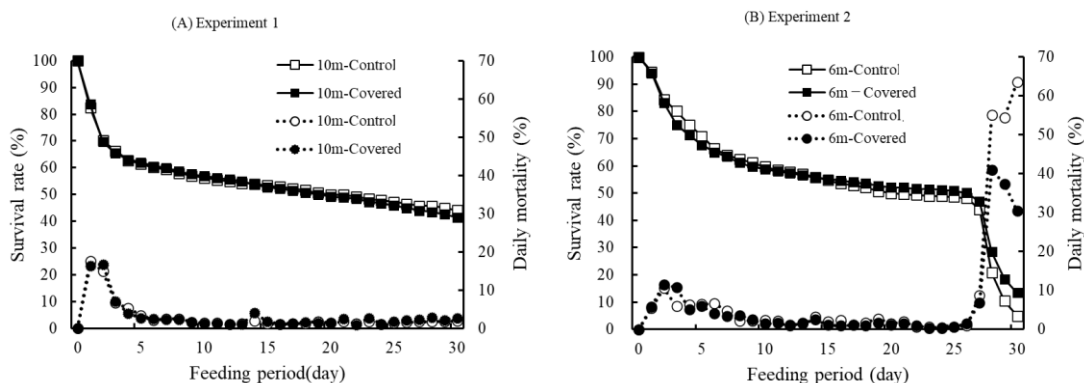 (A) Experiment 1
10m-Control
10m-Covered
10m-Control
10m-Covered
Survival rate (%)
100
90
80
70
60
50
40
30
20
10
0
Daily mortality (%)
70
60
50
40
30
20
10
0
0 5 10 15 20 25 30
Feeding period(day)
(B) Experiment 2
6m-Control
6m－Covered
6m-Control
6m-Covered
Survival rate (%)
100
90
80
70
60
50
40
30
20
10
0
Daily mortality (%)
70
60
50
40
30
20
10
0
0 5 10 15 20 25 30
Feeding period (day)